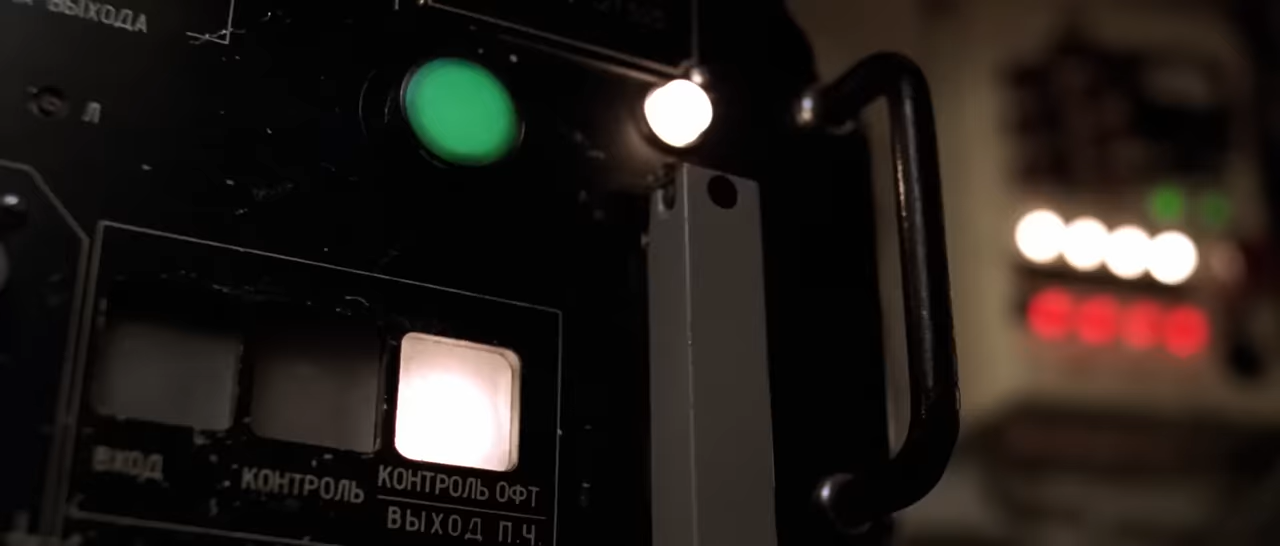 ВЫХОДА
Л
ВХОД
КОНТРОЛЬ
КОНТРОЛЬ ОФТ
ВЫХОД П.Ч.